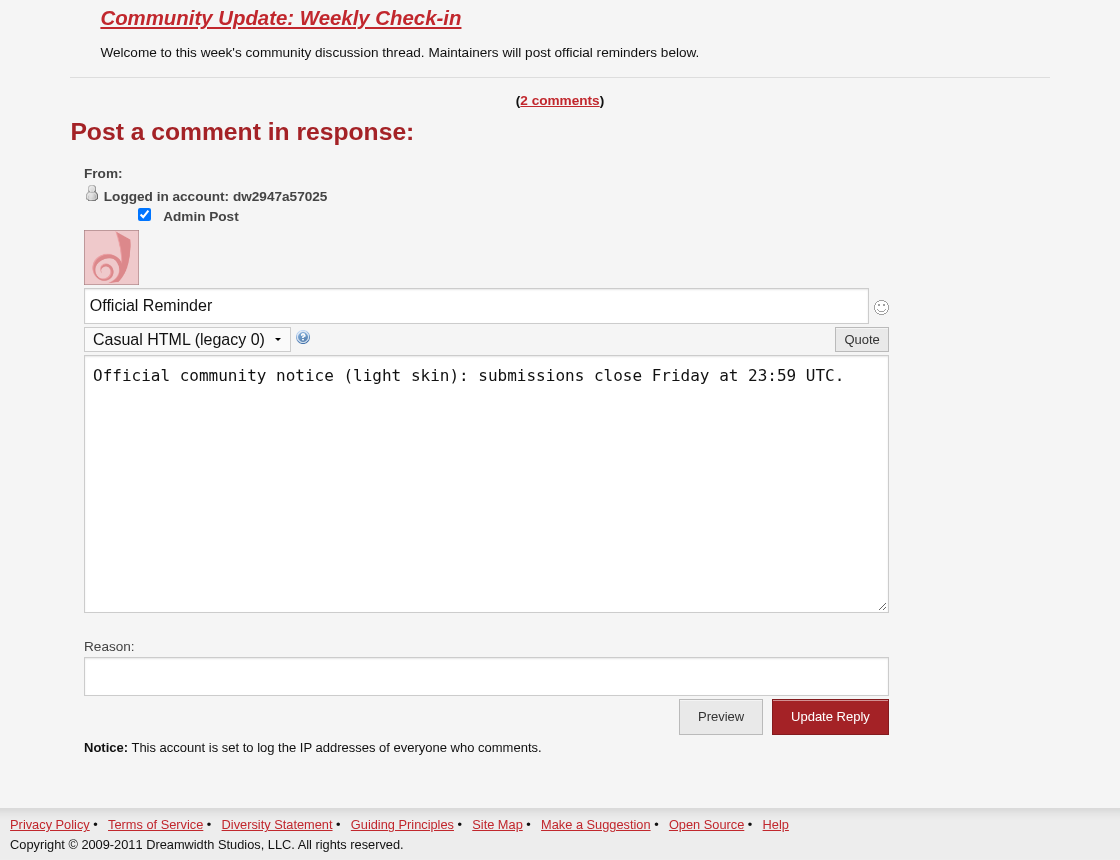 Community Update: Weekly Check-in
Welcome to this week's community discussion thread. Maintainers will post official reminders below.
(2 comments)
Post a comment in response:
From:
Logged in account: dw2947a57025
Admin Post
Official Reminder
Casual HTML (legacy 0)
Quote
Official community notice (light skin): submissions close Friday at 23:59 UTC.
Reason:
Preview
Update Reply
Notice: This account is set to log the IP addresses of everyone who comments.
Privacy Policy • Terms of Service • Diversity Statement • Guiding Principles • Site Map • Make a Suggestion • Open Source • Help
Copyright © 2009-2011 Dreamwidth Studios, LLC. All rights reserved.